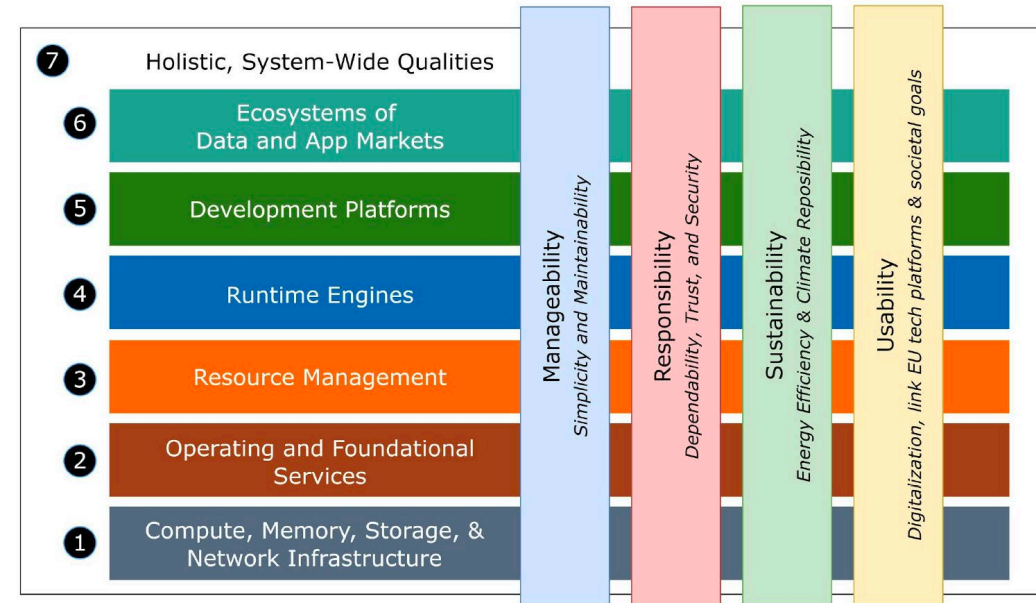 7
Holistic, System-Wide Qualities
6
Ecosystems of
Data and App Markets
5
Development Platforms
4
Runtime Engines
3
Resource Management
2
Operating and Foundational
Services
1
Compute, Memory, Storage, &
Network Infrastructure
Manageability
Simplicity and Maintainability
Responsibility
Dependability, Trust, and Security
Sustainability
Energy Efficiency & Climate Reposibility
Usability
Digitalization, link EU tech platforms & societal goals